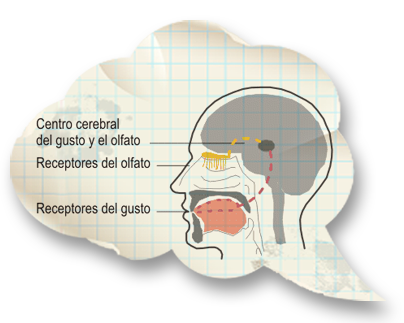 Centro cerebral
del gusto y el olfato
Receptores del olfato
Receptores del gusto